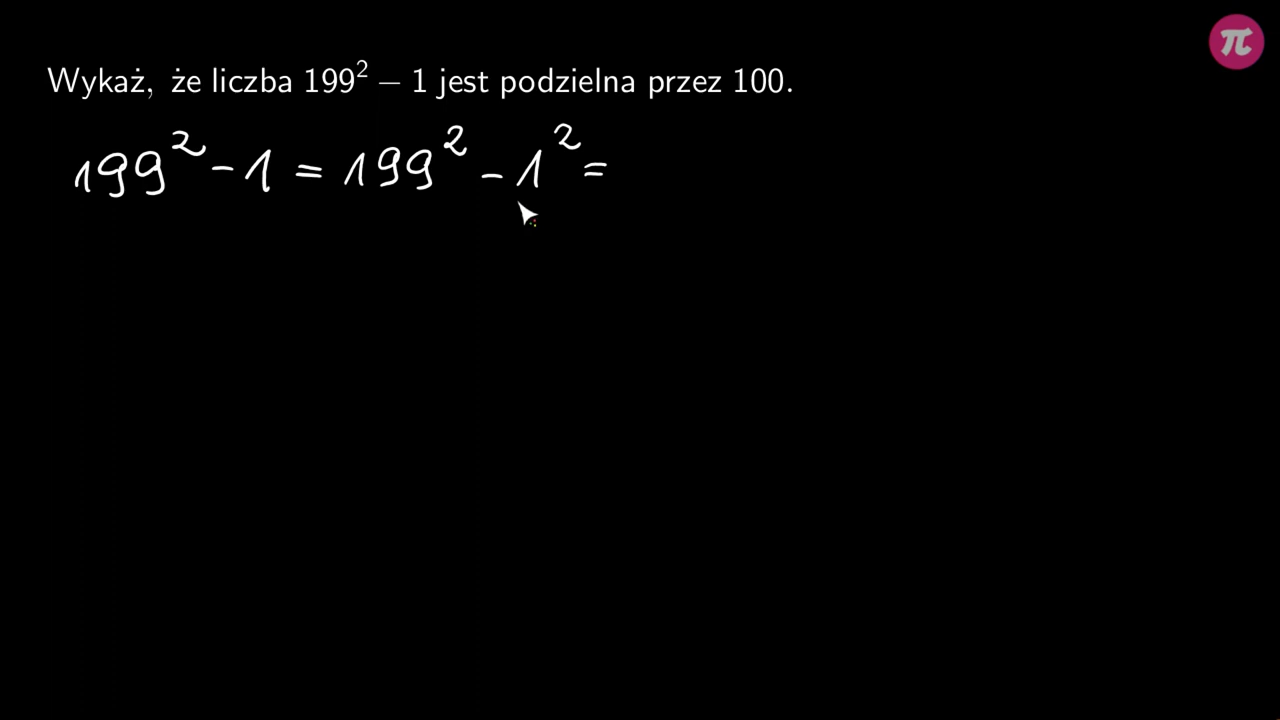 Wykaż, że liczba 199² − 1 jest podzielna przez 100.
199² - 1 = 199² - 1² =